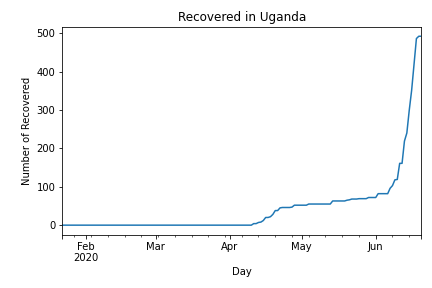 Recovered in Uganda
500
400
300
200
100
0
Number of Recovered
Feb
2020
Mar
Apr
May
Jun
Day